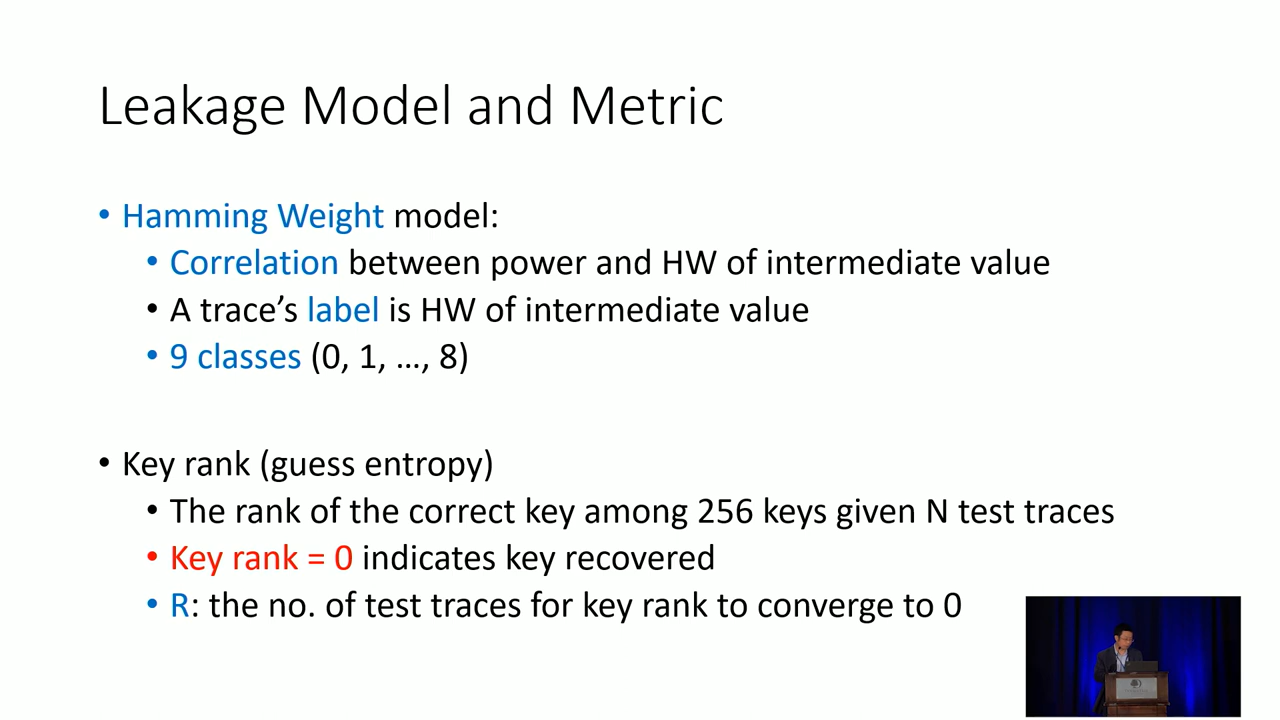 Leakage Model and Metric
• Hamming Weight model:
• Correlation between power and HW of intermediate value
• A trace’s label is HW of intermediate value
• 9 classes (0, 1, …, 8)
• Key rank (guess entropy)
• The rank of the correct key among 256 keys given N test traces
• Key rank = 0 indicates key recovered
• R: the no. of test traces for key rank to converge to 0